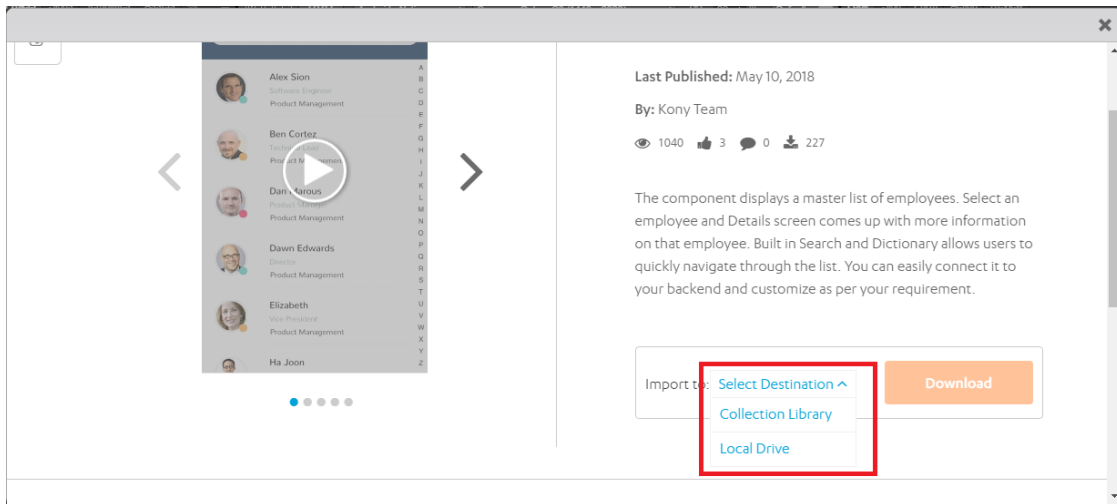 Alex Sion
Software Engineer
Product Management
Ben Cortez
Product Management
Dan Marous
Product Manager
Product Management
Dawn Edwards
Director
Product Management
Elizabeth
Vice President
Product Management
Ha Joon
A
B
C
D
E
F
G
H
I
J
K
L
M
N
O
P
Q
R
S
T
U
V
W
X
Y
Z
Last Published: May 10, 2018
By: Kony Team
1040 3 0 227
The component displays a master list of employees. Select an
employee and Details screen comes up with more information
on that employee. Built in Search and Dictionary allows users to
quickly navigate through the list. You can easily connect it to
your backend and customize as per your requirement.
Import to: Select Destination Download
Collection Library
Local Drive